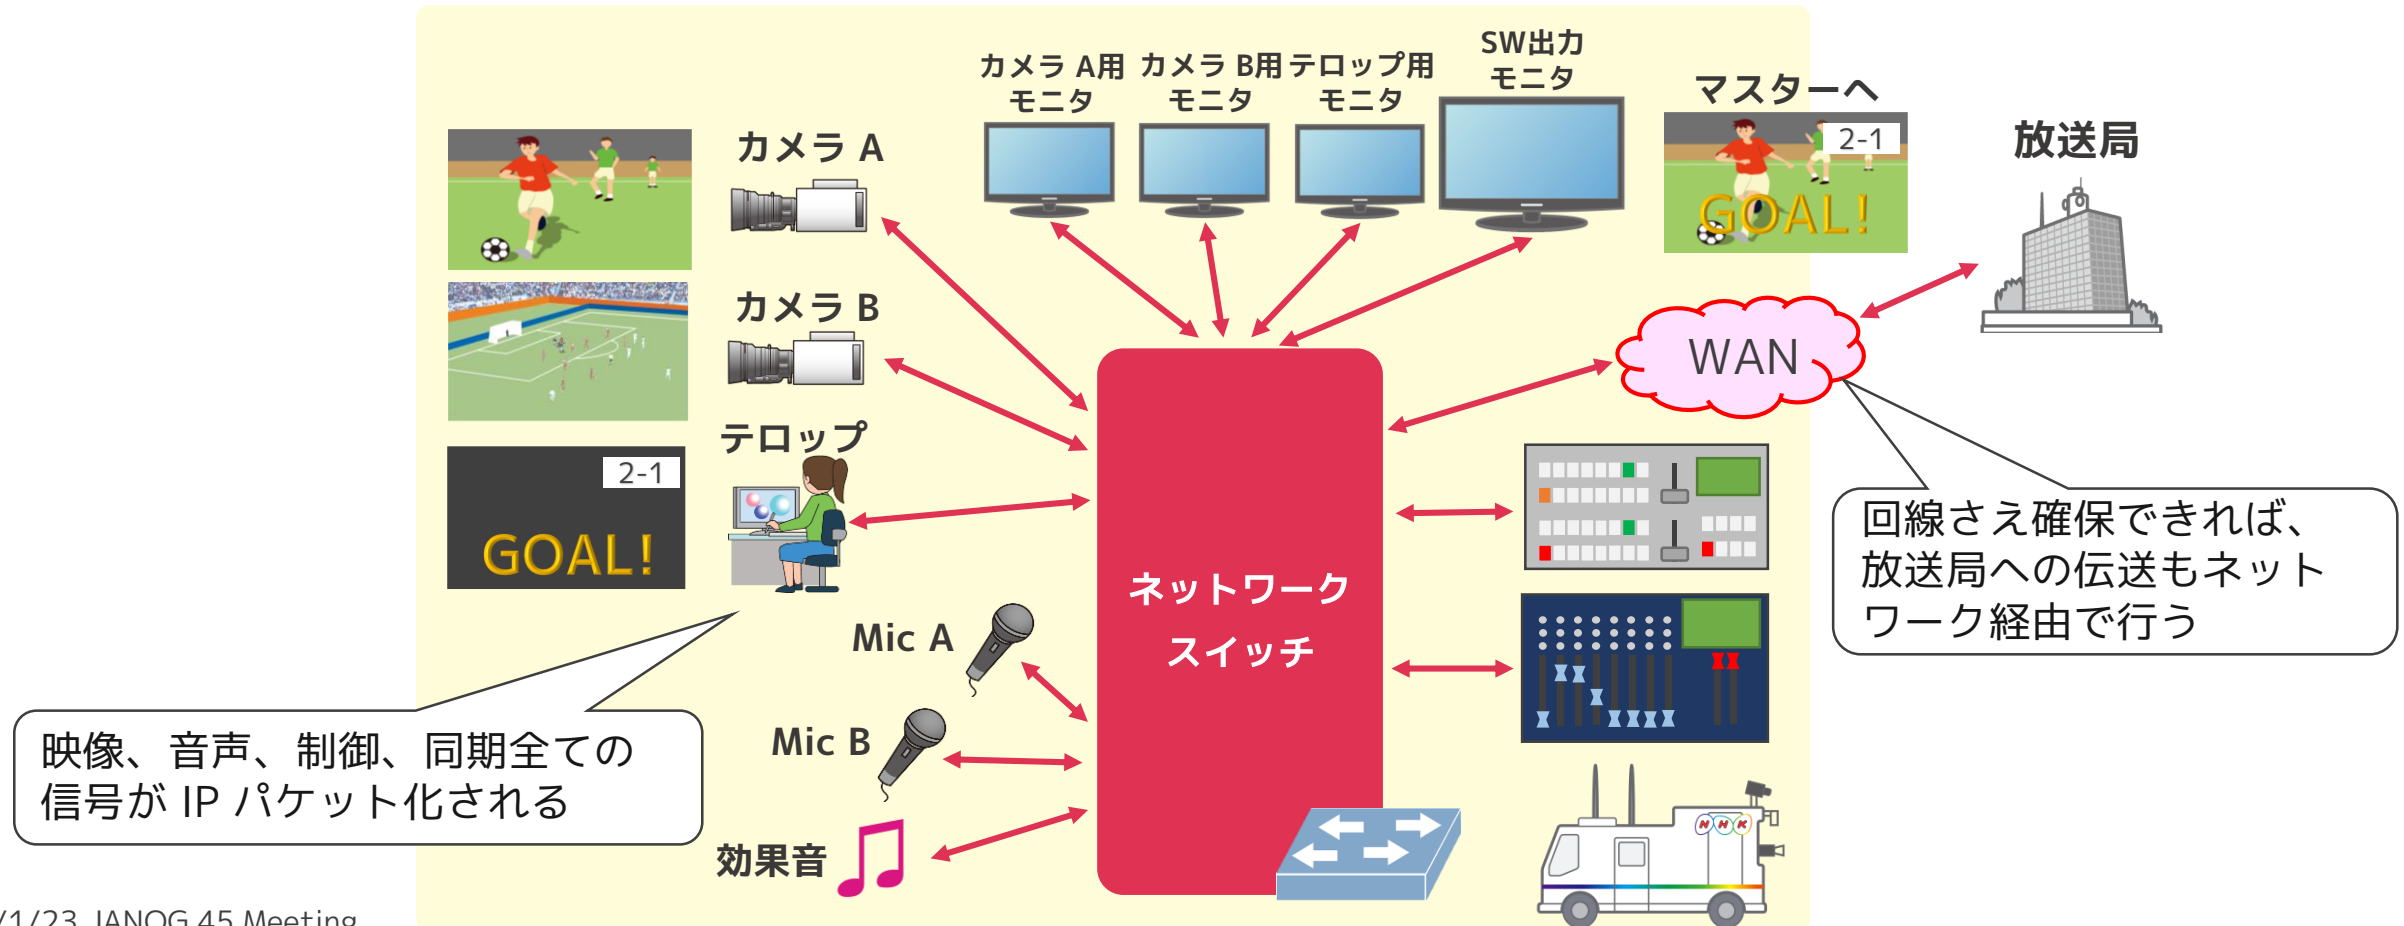 カメラ A用
モニタ
カメラ B用
モニタ
テロップ用
モニタ
SW出力
モニタ
マスターへ
2-1
GOAL!
放送局
カメラ A
カメラ B
テロップ
2-1
GOAL!
WAN
回線さえ確保できれば、
放送局への伝送もネット
ワーク経由で行う
ネットワーク
スイッチ
Mic A
Mic B
効果音
映像、音声、制御、同期全ての
信号が IP パケット化される
NHK
/1/23 JANOG 45 Meeting